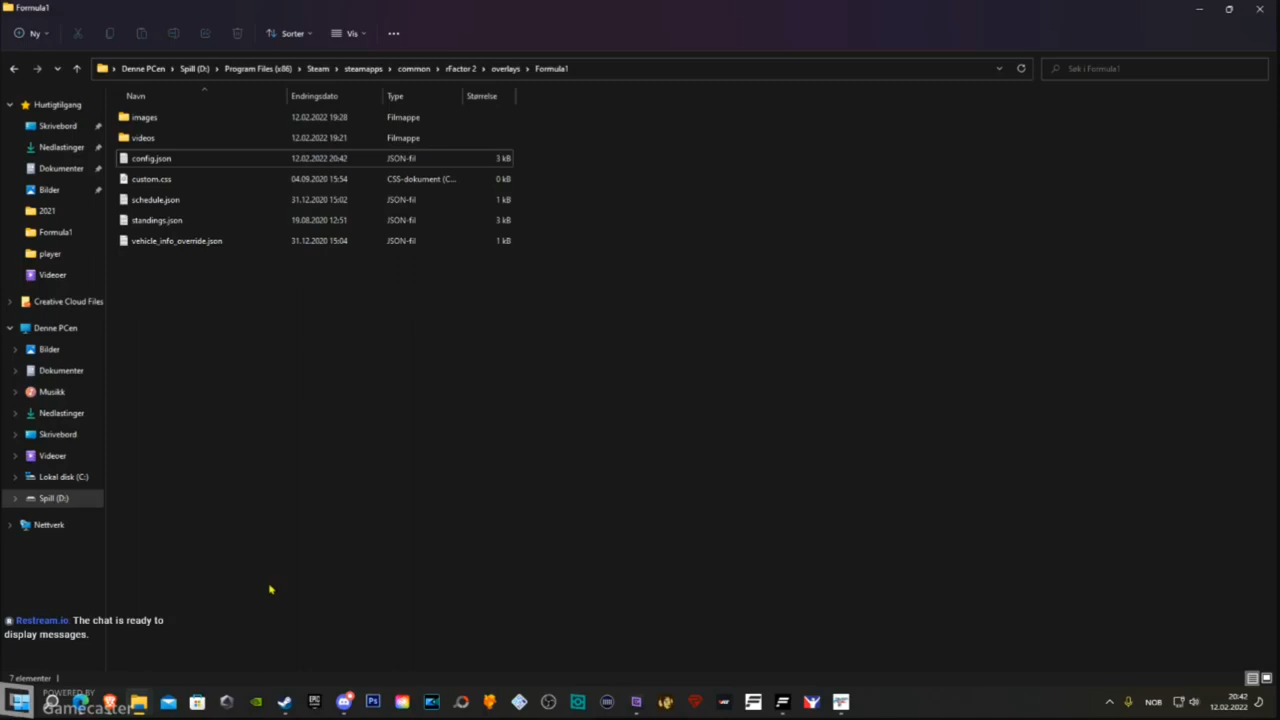 Formula1
Ny
Sorter
Vis
Denne PCen > Spill (D:) > Program Files (x86) > Steam > steamapps > common > rFactor 2 > overlays > Formula1
Søk i Formula1
Navn Endringsdato Type Størrelse
images 12.02.2022 19:28 Filmappe
videos 12.02.2022 19:21 Filmappe
config.json 12.02.2022 20:42 JSON-fil 3 kB
custom.css 04.09.2020 15:54 CSS-dokument (C... 0 kB
schedule.json 31.12.2020 15:02 JSON-fil 1 kB
standings.json 19.08.2020 12:51 JSON-fil 3 kB
vehicle_info_override.json 31.12.2020 15:04 JSON-fil 1 kB
Hurtigtilgang
Skrivebord
Nedlastinger
Dokumenter
Bilder
2021
Formula1
player
Videoer
Creative Cloud Files
Denne PCen
Bilder
Dokumenter
Musikk
Nedlastinger
Skrivebord
Videoer
Lokal disk (C:)
Spill (D:)
Nettverk
Restream.io The chat is ready to
display messages.
7 elementer
POWERED BY
Gamecaster
EPIC
Ps
NOB
20:42
12.02.2022